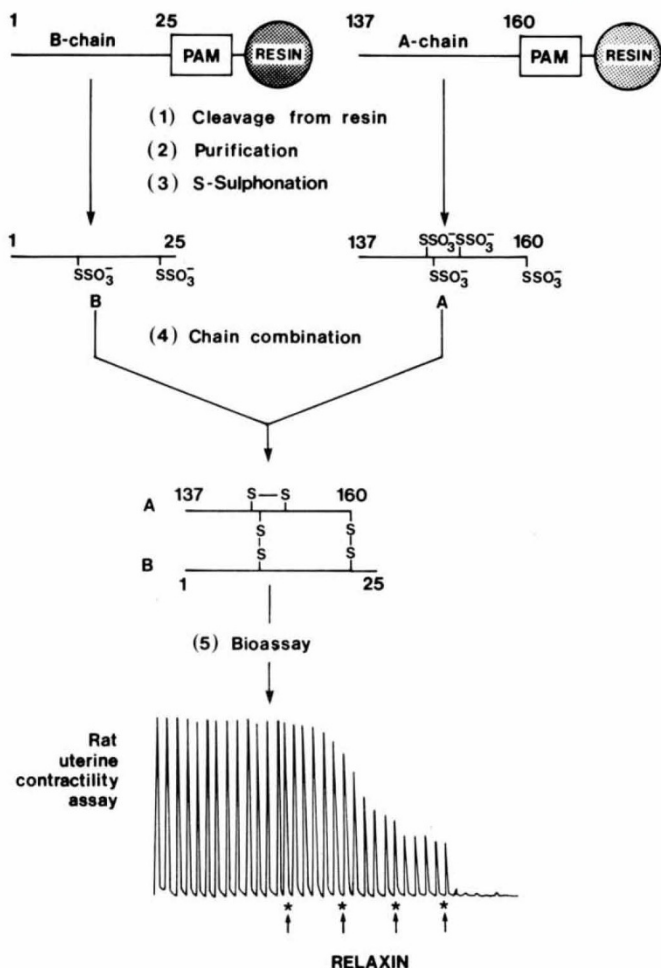 1 25 137 160
B-chain A-chain
PAM RESIN PAM RESIN
(1) Cleavage from resin
(2) Purification
(3) S-Sulphonation
1 25 137 SSO₃⁻ SSO₃⁻ 160
SSO₃⁻ SSO₃⁻ SSO₃⁻ SSO₃⁻
B A
(4) Chain combination
137 S — S 160
A
S S
S S
B
1 25
(5) Bioassay
Rat
uterine
contractility
assay
* * * *
RELAXIN